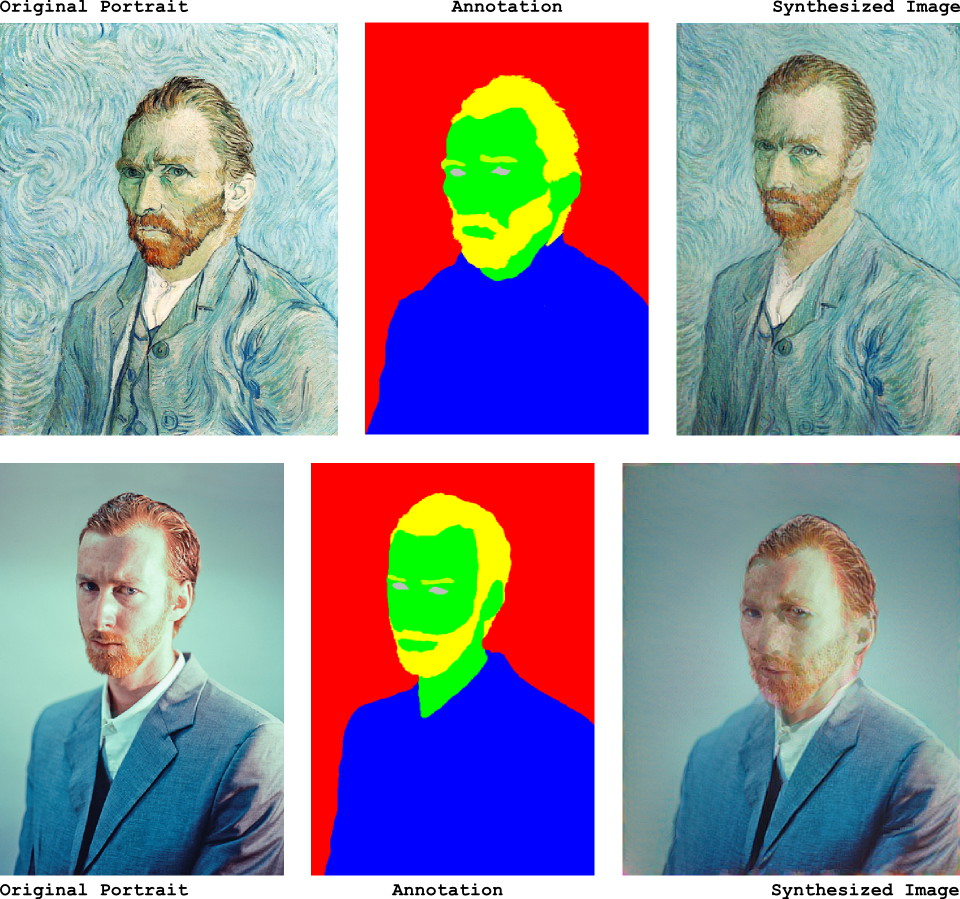 Original Portrait
Annotation
Synthesized Image
Original Portrait
Annotation
Synthesized Image